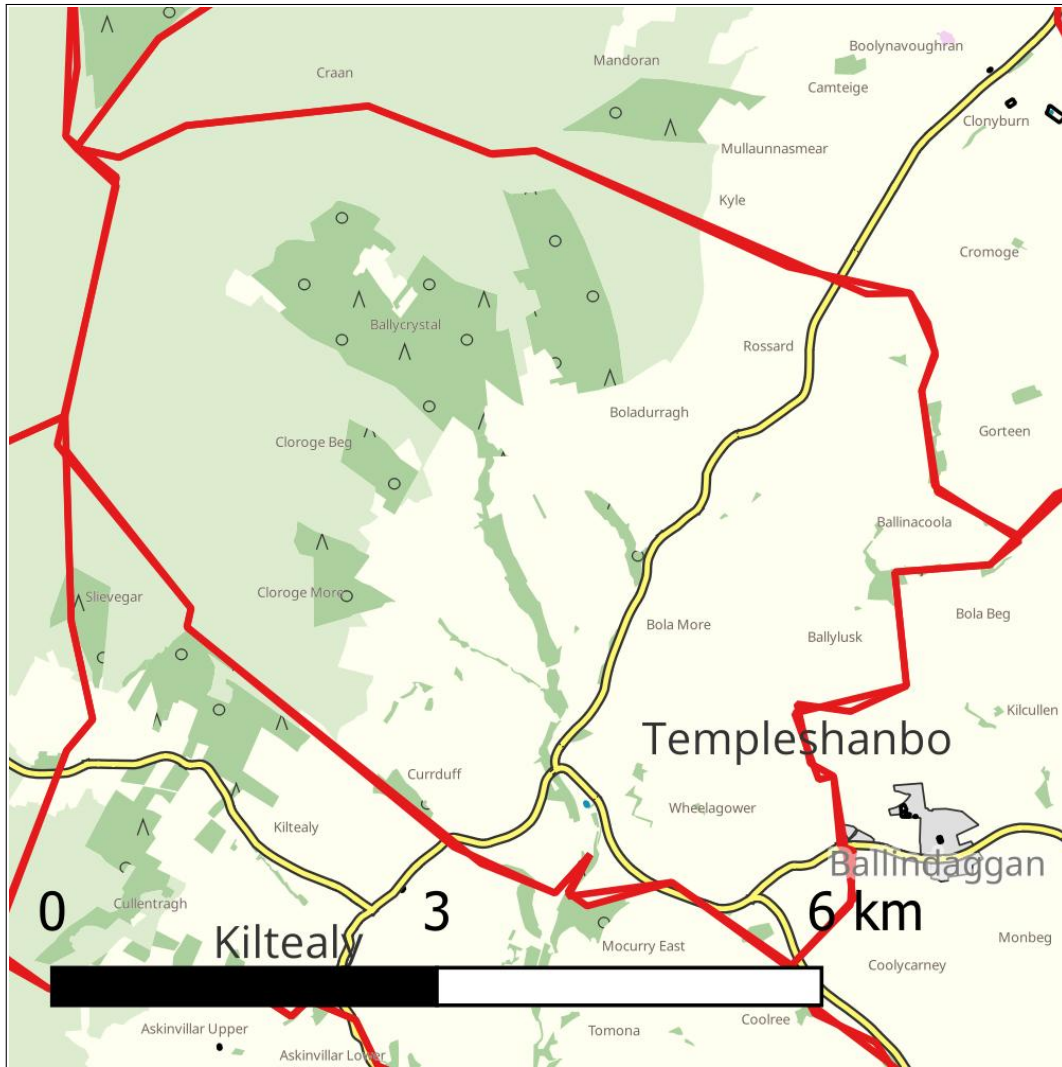 Boolynavoughran
Mandoran
Craan
Camteige
Clonyburn
Mullaunnasmear
Kyle
Cromoge
Ballycrystal
Rossard
Boladurragh
Gorteen
Cloroge Beg
Ballinacoola
Slievegar
Cloroge More
Bola Beg
Bola More
Ballylusk
Kilcullen
Templeshanbo
Currduff
Wheelagower
Kiltealy
Ballindaggan
Cullentragh
0
3
6 km
Kiltealy
Monbeg
Mocurry East
Coolycarney
Coolree
Askinvillar Upper
Tomona
Askinvillar Lower